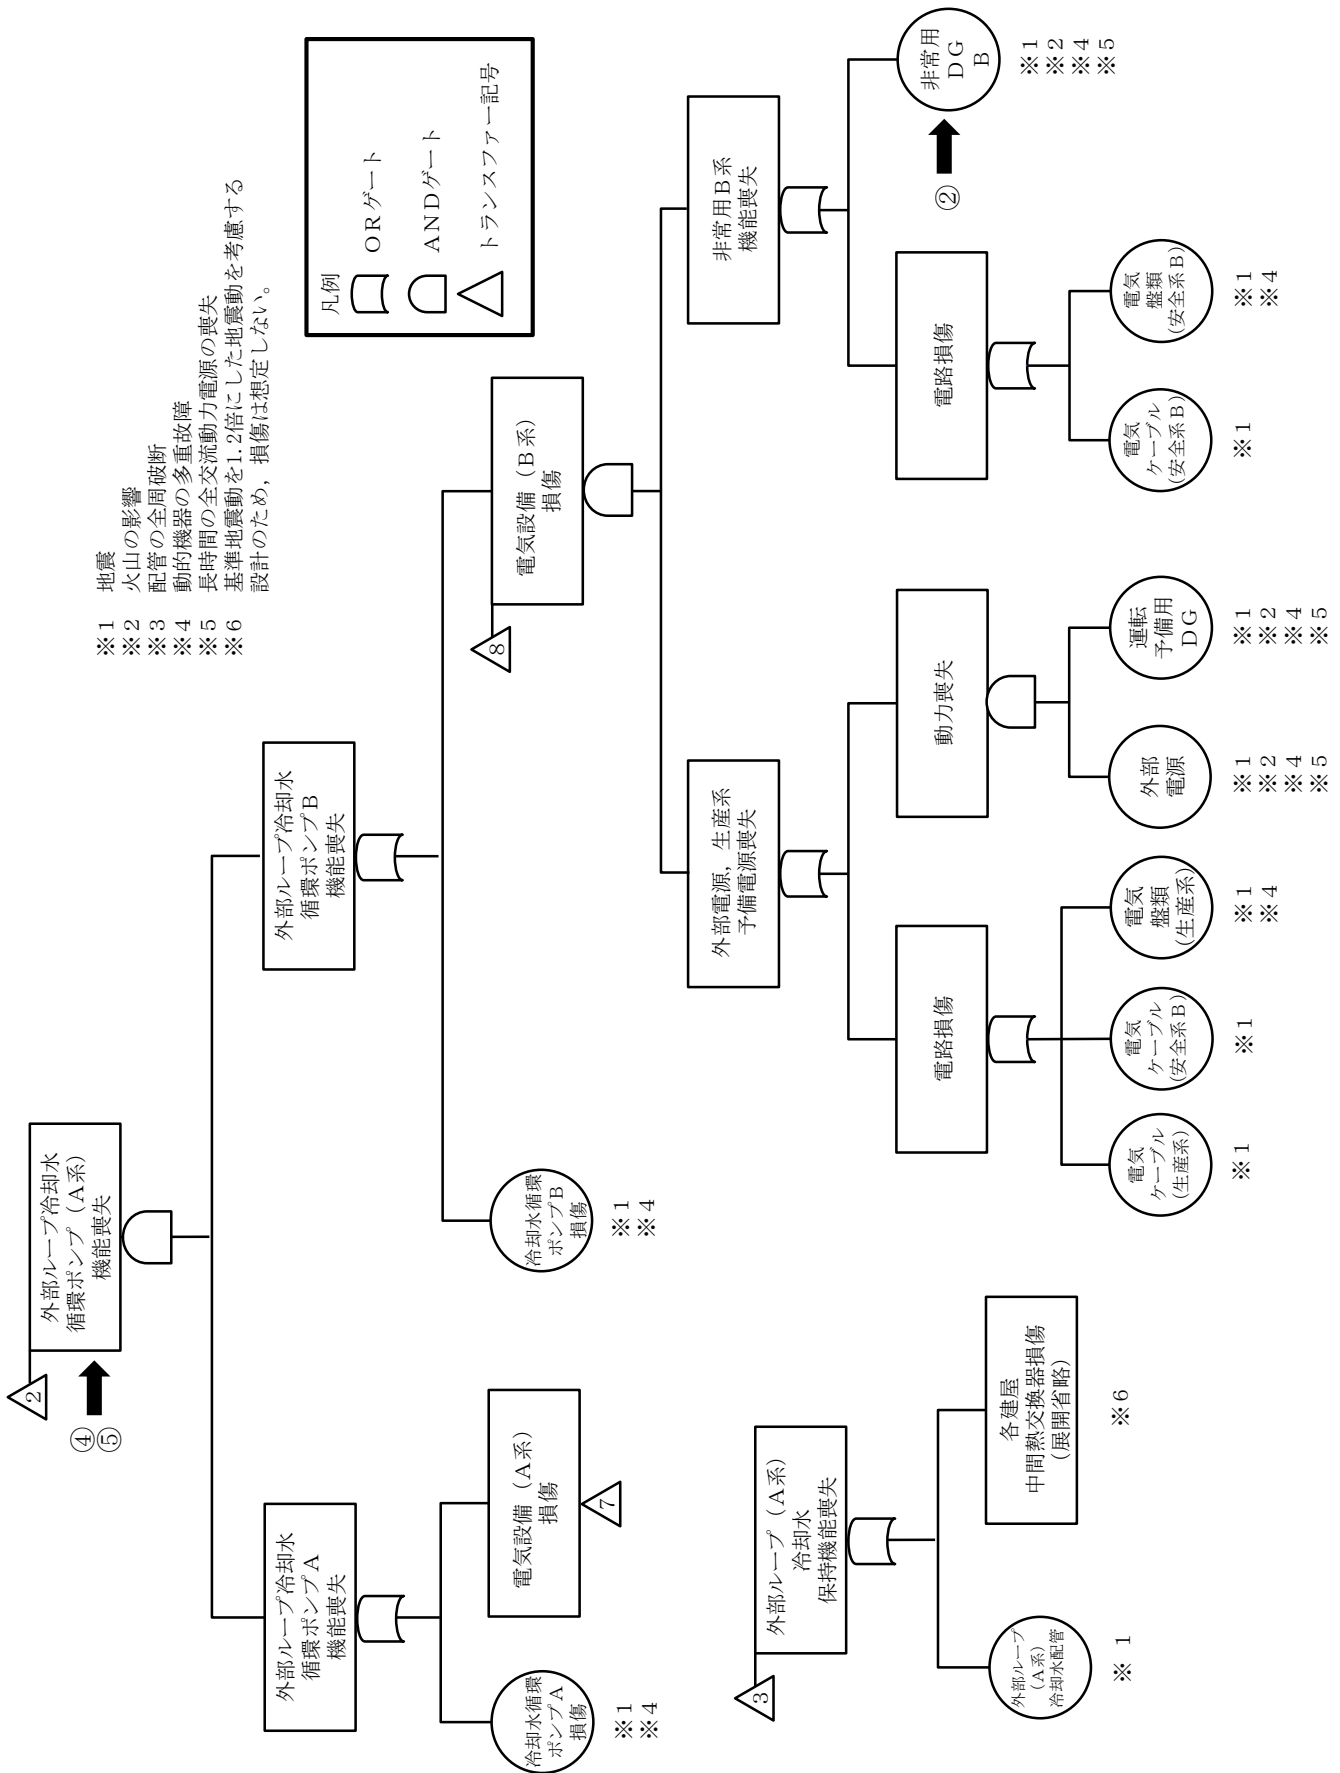 2
外部ループ冷却水
循環ポンプ（A系）
機能喪失
④
⑤
外部ループ冷却水
循環ポンプA
機能喪失
外部ループ冷却水
循環ポンプB
機能喪失
冷却水循環
ポンプA
損傷
※1
※4
電気設備（A系）
損傷
7
冷却水循環
ポンプB
損傷
※1
※4
8
電気設備（B系）
損傷
外部電源，生産系
予備電源喪失
非常用B系
機能喪失
電路損傷
動力喪失
電路損傷
非常用
DG
B
②
※1
※2
※4
※5
電気
ケーブル
(生産系)
※1
電気
ケーブル
(安全系B)
※1
電気
盤類
(生産系)
※1
※4
外部
電源
※1
※2
※4
※5
運転
予備用
DG
※1
※2
※4
※5
電気
ケーブル
(安全系B)
※1
電気
盤類
(安全系B)
※1
※4
3
外部ループ（A系）
冷却水
保持機能喪失
外部ループ
（A系）
冷却水配管
※1
各建屋
中間熱交換器損傷
(展開省略)
※6
※1 地震
※2 火山の影響
※3 配管の全周破断
※4 動的機器の多重故障
※5 長時間の全交流動力電源の喪失
※6 基準地震動を1.2倍にした地震動を考慮する
設計のため，損傷は想定しない。
凡例
ORゲート
ANDゲート
トランスファー記号